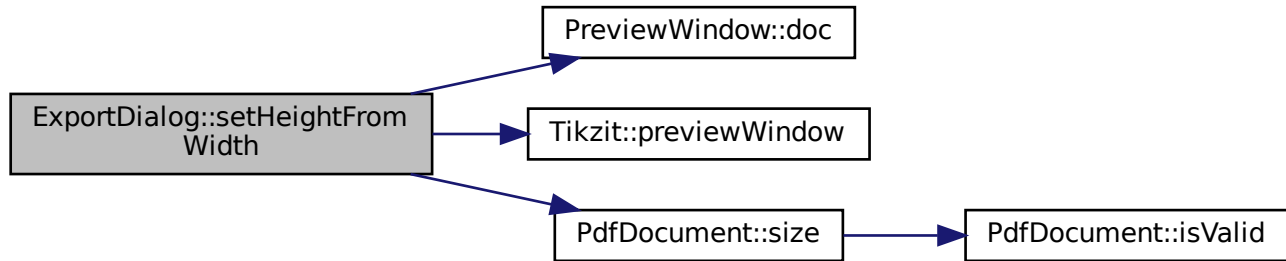 PreviewWindow::doc
ExportDialog::setHeightFrom
Width
Tikzit::previewWindow
PdfDocument::size
PdfDocument::isValid